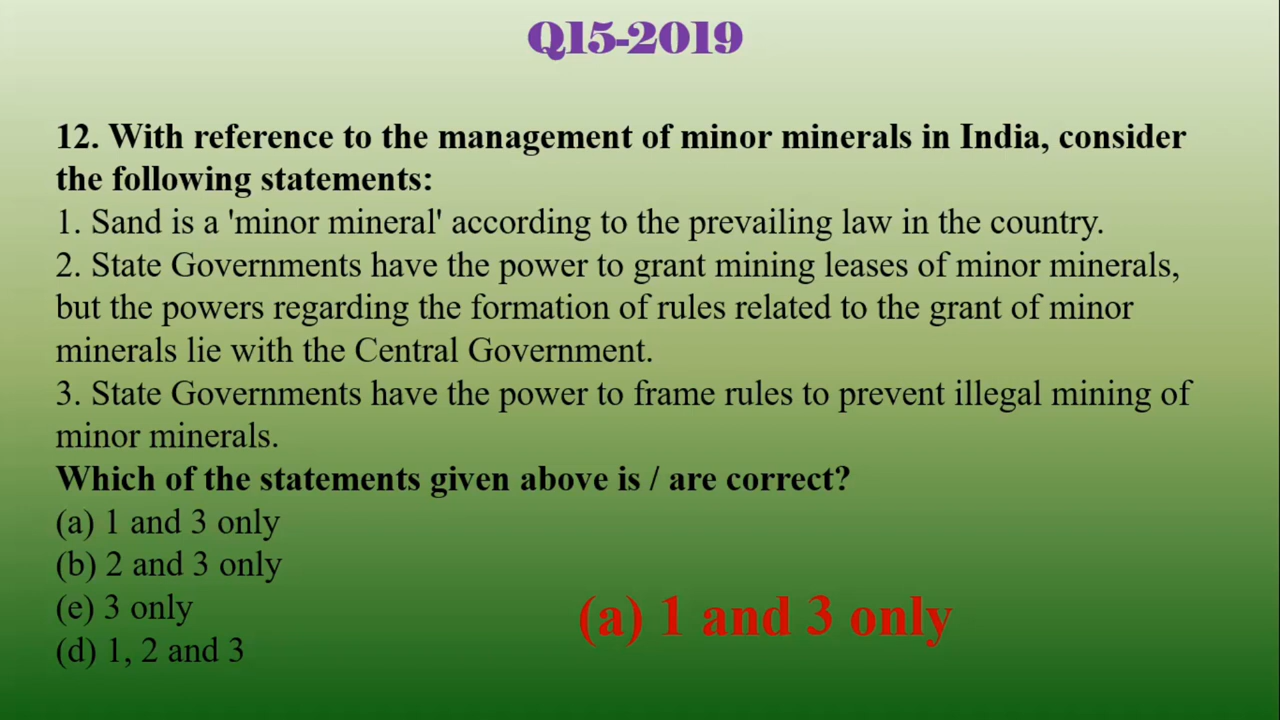 Q15-2019
12. With reference to the management of minor minerals in India, consider
the following statements:
1. Sand is a 'minor mineral' according to the prevailing law in the country.
2. State Governments have the power to grant mining leases of minor minerals,
but the powers regarding the formation of rules related to the grant of minor
minerals lie with the Central Government.
3. State Governments have the power to frame rules to prevent illegal mining of
minor minerals.
Which of the statements given above is / are correct?
(a) 1 and 3 only
(b) 2 and 3 only
(e) 3 only
(d) 1, 2 and 3
(a) 1 and 3 only